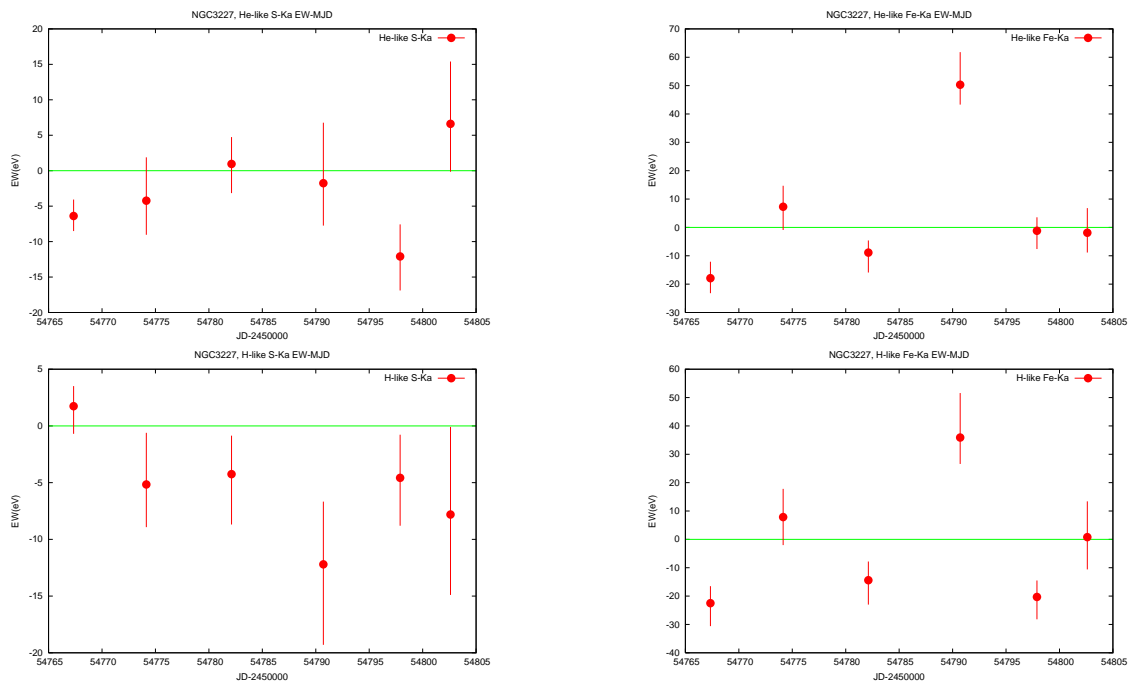 NGC3227, He-like S-Ka EW-MJD
He-like S-Ka
EW(eV)
20
15
10
5
0
-5
-10
-15
-20
54765 54770 54775 54780 54785 54790 54795 54800 54805
JD-2450000
NGC3227, He-like Fe-Ka EW-MJD
He-like Fe-Ka
EW(eV)
70
60
50
40
30
20
10
0
-10
-20
-30
54765 54770 54775 54780 54785 54790 54795 54800 54805
JD-2450000
NGC3227, H-like S-Ka EW-MJD
H-like S-Ka
EW(eV)
5
0
-5
-10
-15
-20
54765 54770 54775 54780 54785 54790 54795 54800 54805
JD-2450000
NGC3227, H-like Fe-Ka EW-MJD
H-like Fe-Ka
EW(eV)
60
50
40
30
20
10
0
-10
-20
-30
-40
54765 54770 54775 54780 54785 54790 54795 54800 54805
JD-2450000